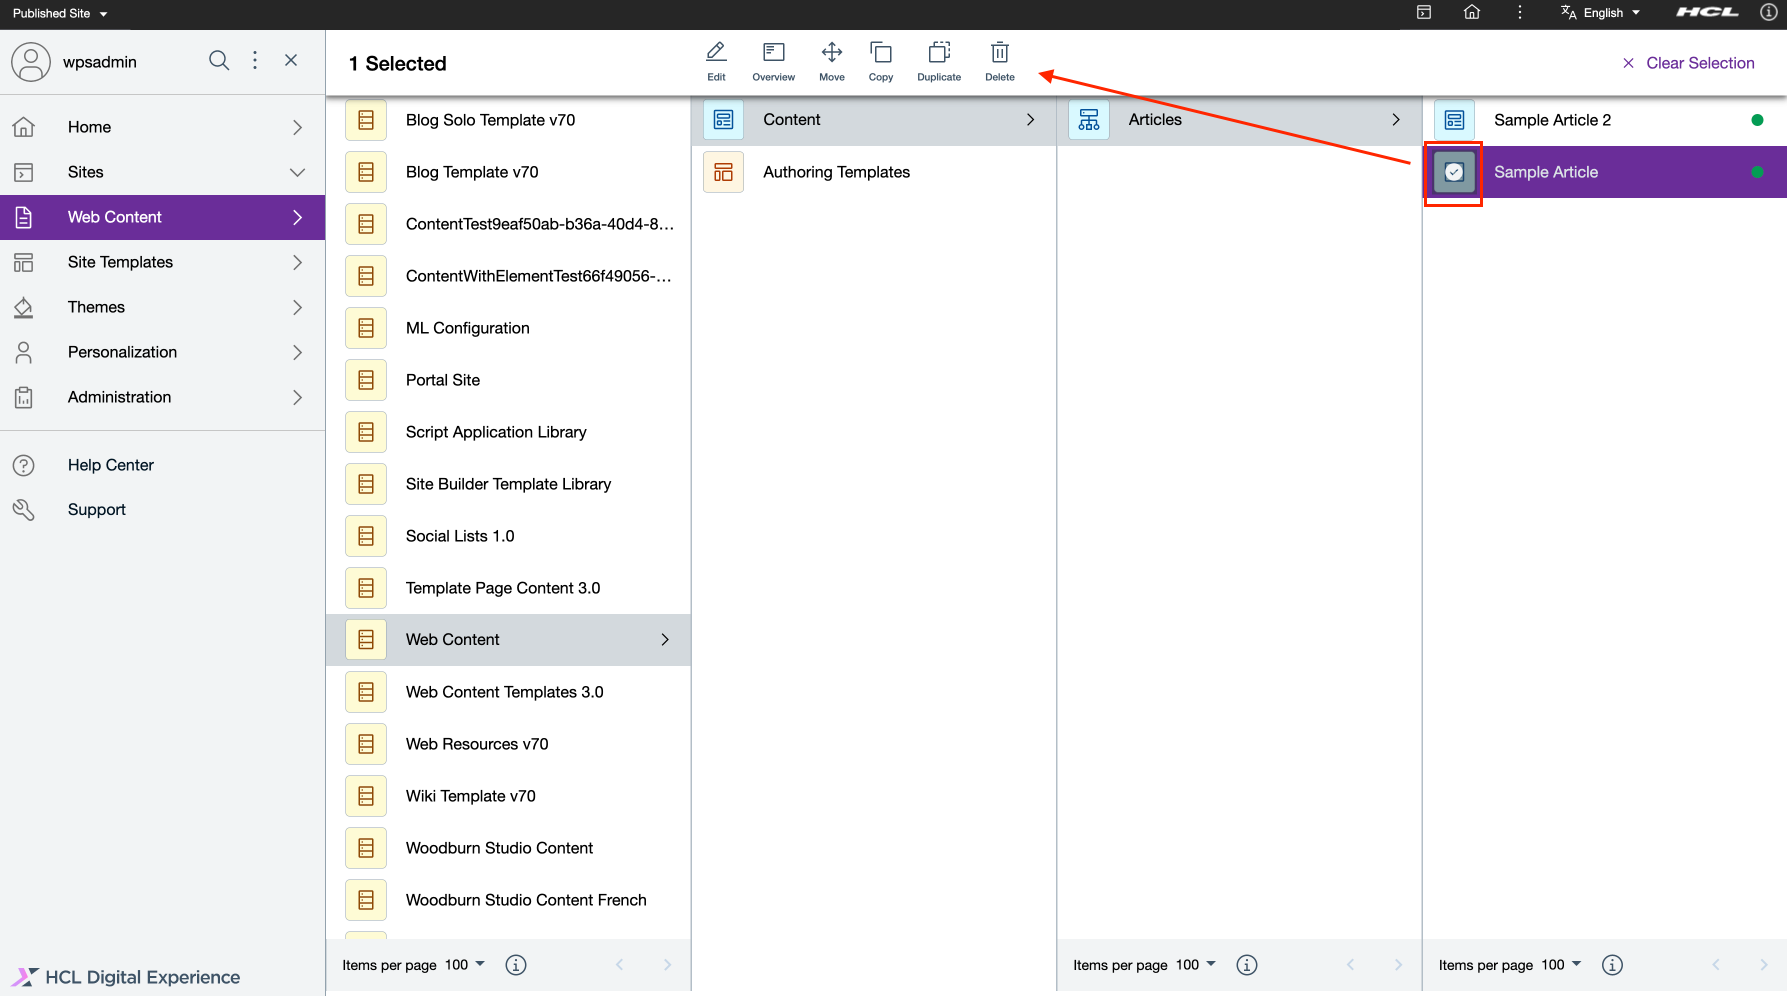 Published Site
English
HCL
wpsadmin
1 Selected
Edit
Overview
Move
Copy
Duplicate
Delete
Clear Selection
Home
Sites
Web Content
Site Templates
Themes
Personalization
Administration
Help Center
Support
HCL Digital Experience
Blog Solo Template v70
Blog Template v70
ContentTest9eaf50ab-b36a-40d4-8...
ContentWithElementTest66f49056-...
ML Configuration
Portal Site
Script Application Library
Site Builder Template Library
Social Lists 1.0
Template Page Content 3.0
Web Content
Web Content Templates 3.0
Web Resources v70
Wiki Template v70
Woodburn Studio Content
Woodburn Studio Content French
Items per page 100
Content
Authoring Templates
Articles
Items per page 100
Sample Article 2
Sample Article
Items per page 100